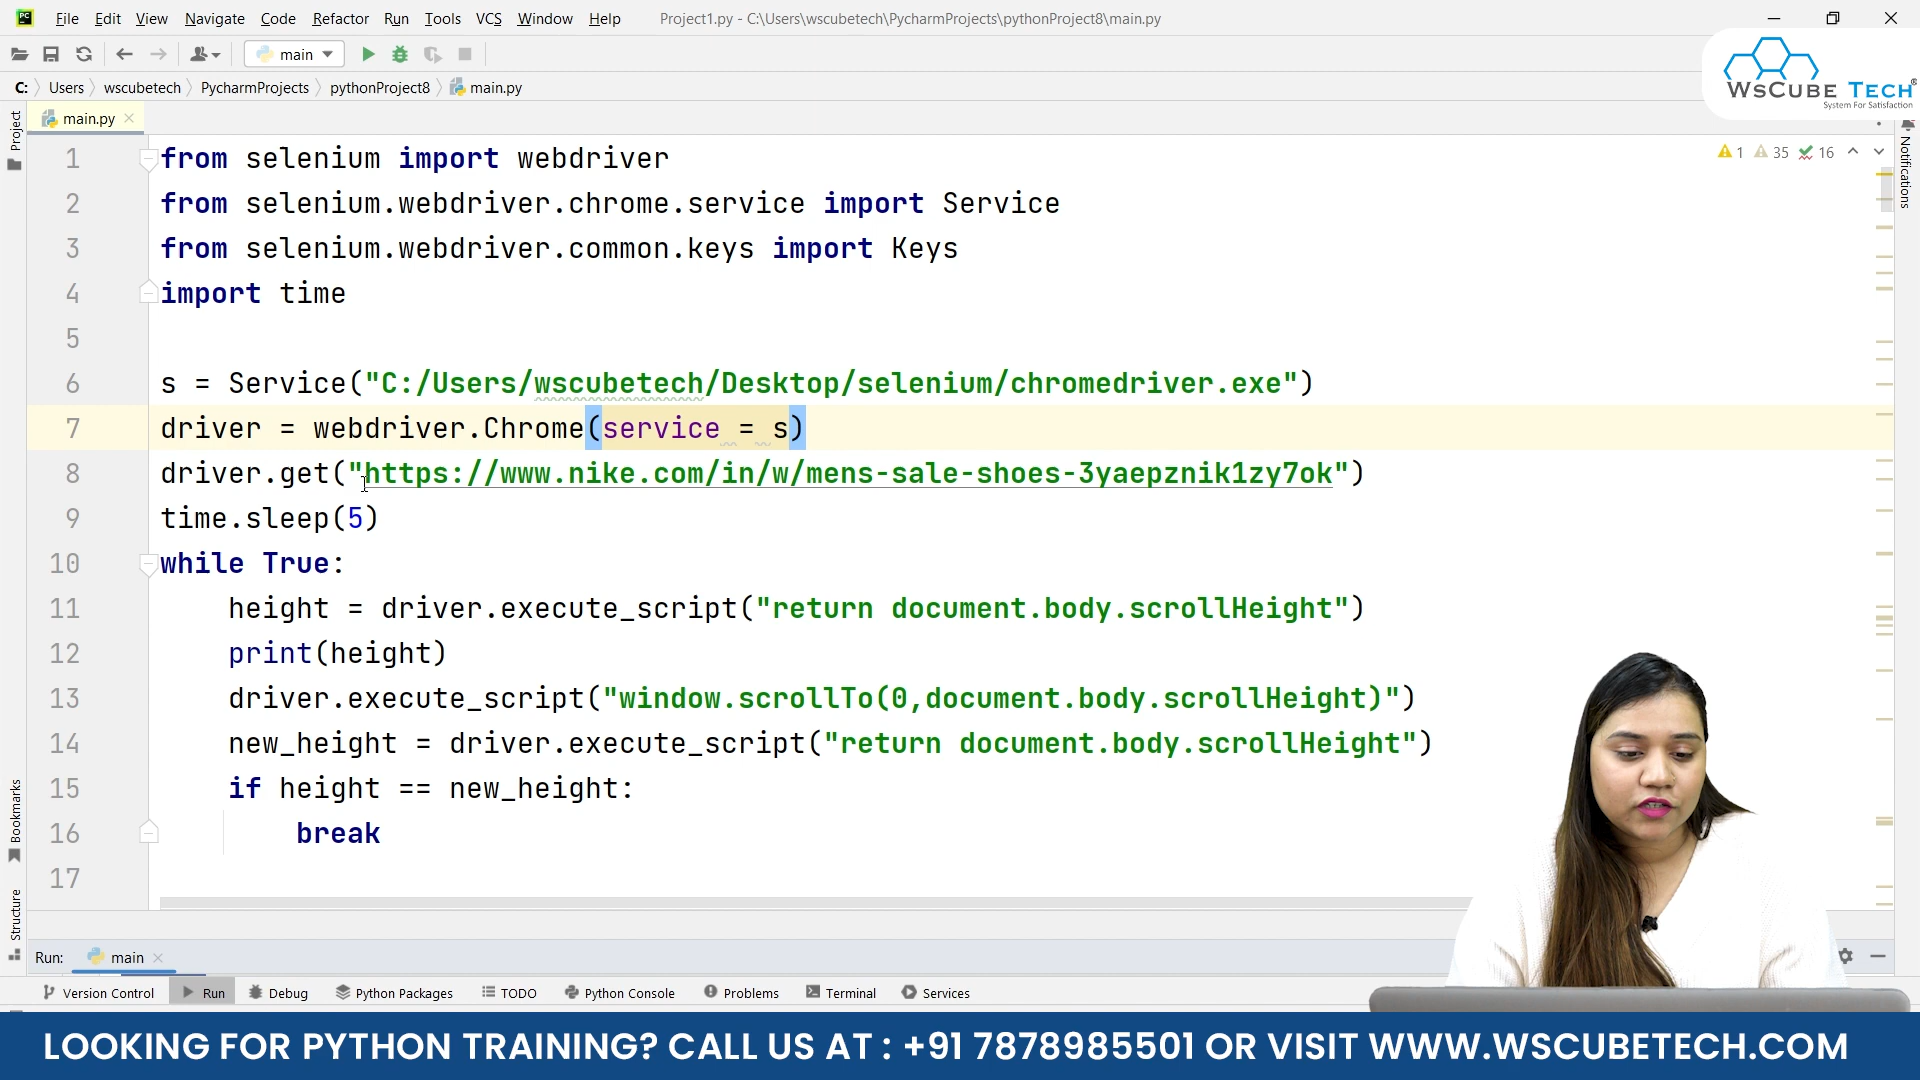 File Edit View Navigate Code Refactor Run Tools VCS Window Help Project1.py - C:\Users\wscubetech\PycharmProjects\pythonProject8\main.py
main
WsCube Tech®
System For Satisfaction
C: Users wscubetech PycharmProjects pythonProject8 main.py
Project
main.py
Notifications
1 35 16
1 from selenium import webdriver
2 from selenium.webdriver.chrome.service import Service
3 from selenium.webdriver.common.keys import Keys
4 import time
5
6 s = Service("C:/Users/wscubetech/Desktop/selenium/chromedriver.exe")
7 driver = webdriver.Chrome(service = s)
8 driver.get("https://www.nike.com/in/w/mens-sale-shoes-3yaepznik1zy7ok")
9 time.sleep(5)
10 while True:
11 height = driver.execute_script("return document.body.scrollHeight")
12 print(height)
13 driver.execute_script("window.scrollTo(0,document.body.scrollHeight)")
14 new_height = driver.execute_script("return document.body.scrollHeight")
15 if height == new_height:
16 break
17
Bookmarks
Structure
Run: main
Version Control Run Debug Python Packages TODO Python Console Problems Terminal Services
LOOKING FOR PYTHON TRAINING? CALL US AT : +91 7878985501 OR VISIT WWW.WSCUBETECH.COM